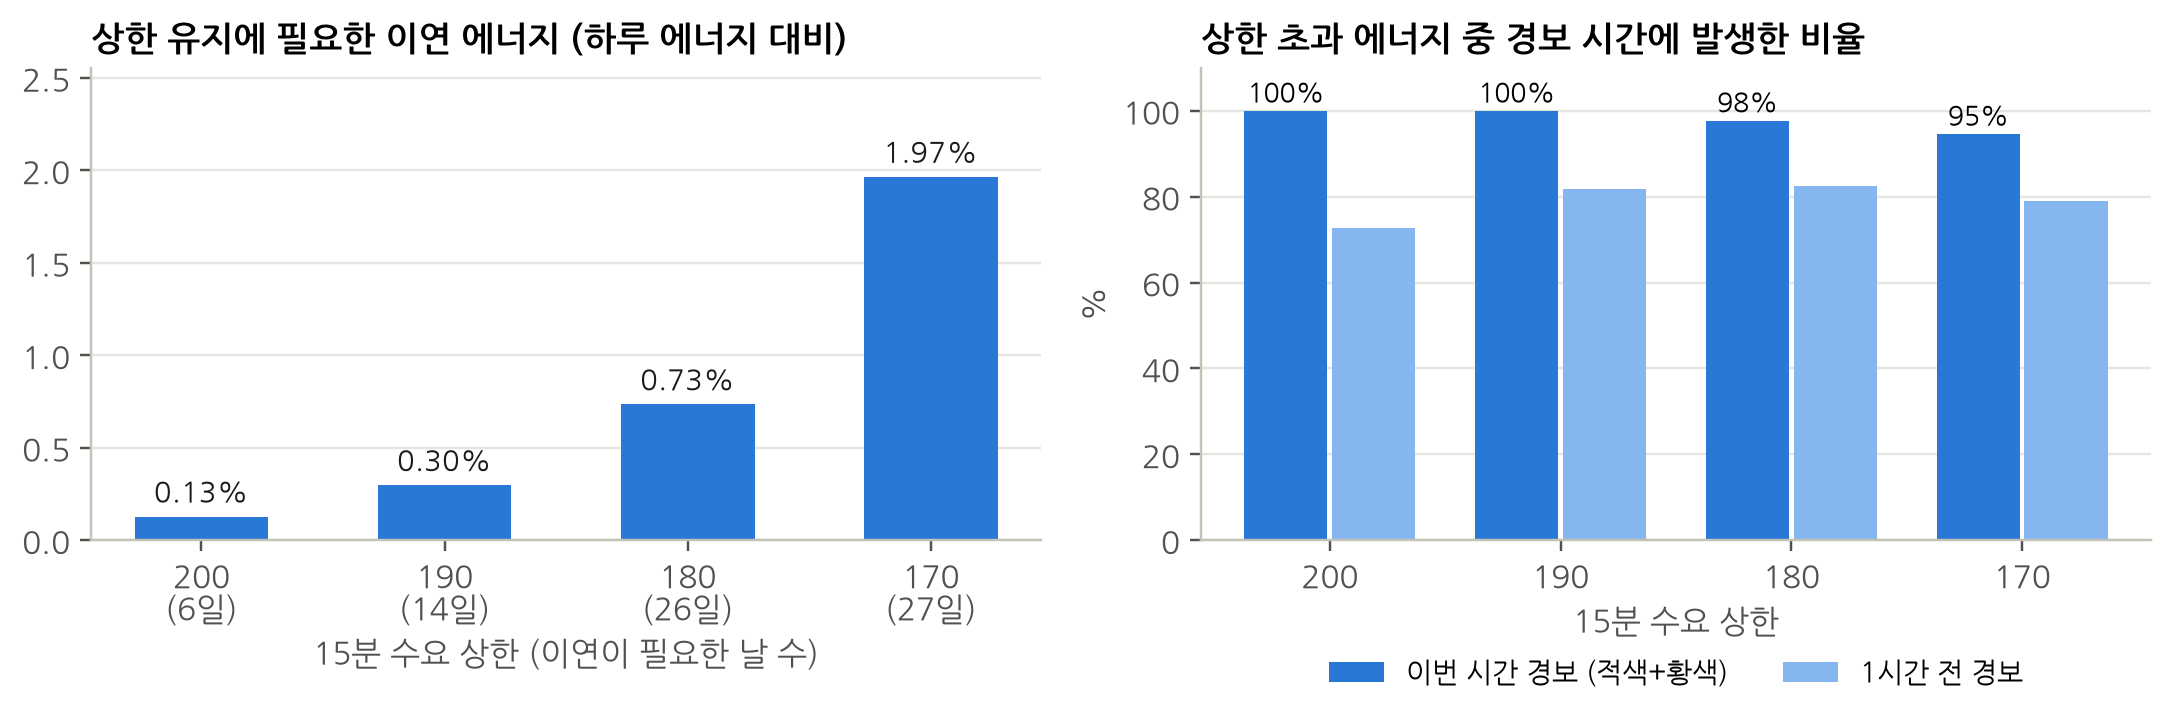 상한 유지에 필요한 이연 에너지 (하루 에너지 대비)
2.5
2.0
1.5
1.0
0.5
0.0
0.13%
0.30%
0.73%
1.97%
200
(6일)
190
(14일)
180
(26일)
170
(27일)
15분 수요 상한 (이연이 필요한 날 수)
상한 초과 에너지 중 경보 시간에 발생한 비율
%
100
80
60
40
20
0
100%
100%
98%
95%
200
190
180
170
15분 수요 상한
이번 시간 경보 (적색+황색)
1시간 전 경보